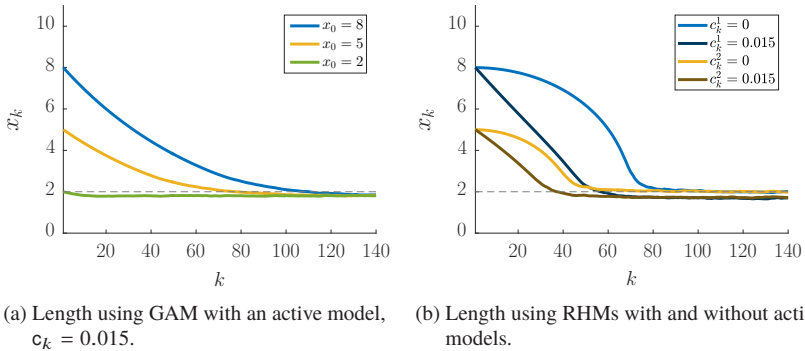 10
8
6
4
2
0
x_k
20 40 60 80 100 120 140
k
x_0 = 8
x_0 = 5
x_0 = 2
(a) Length using GAM with an active model,
c_k = 0.015.
10
8
6
4
2
0
x_k
20 40 60 80 100 120 140
k
c_k^1 = 0
c_k^1 = 0.015
c_k^2 = 0
c_k^2 = 0.015
(b) Length using RHMs with and without acti
models.